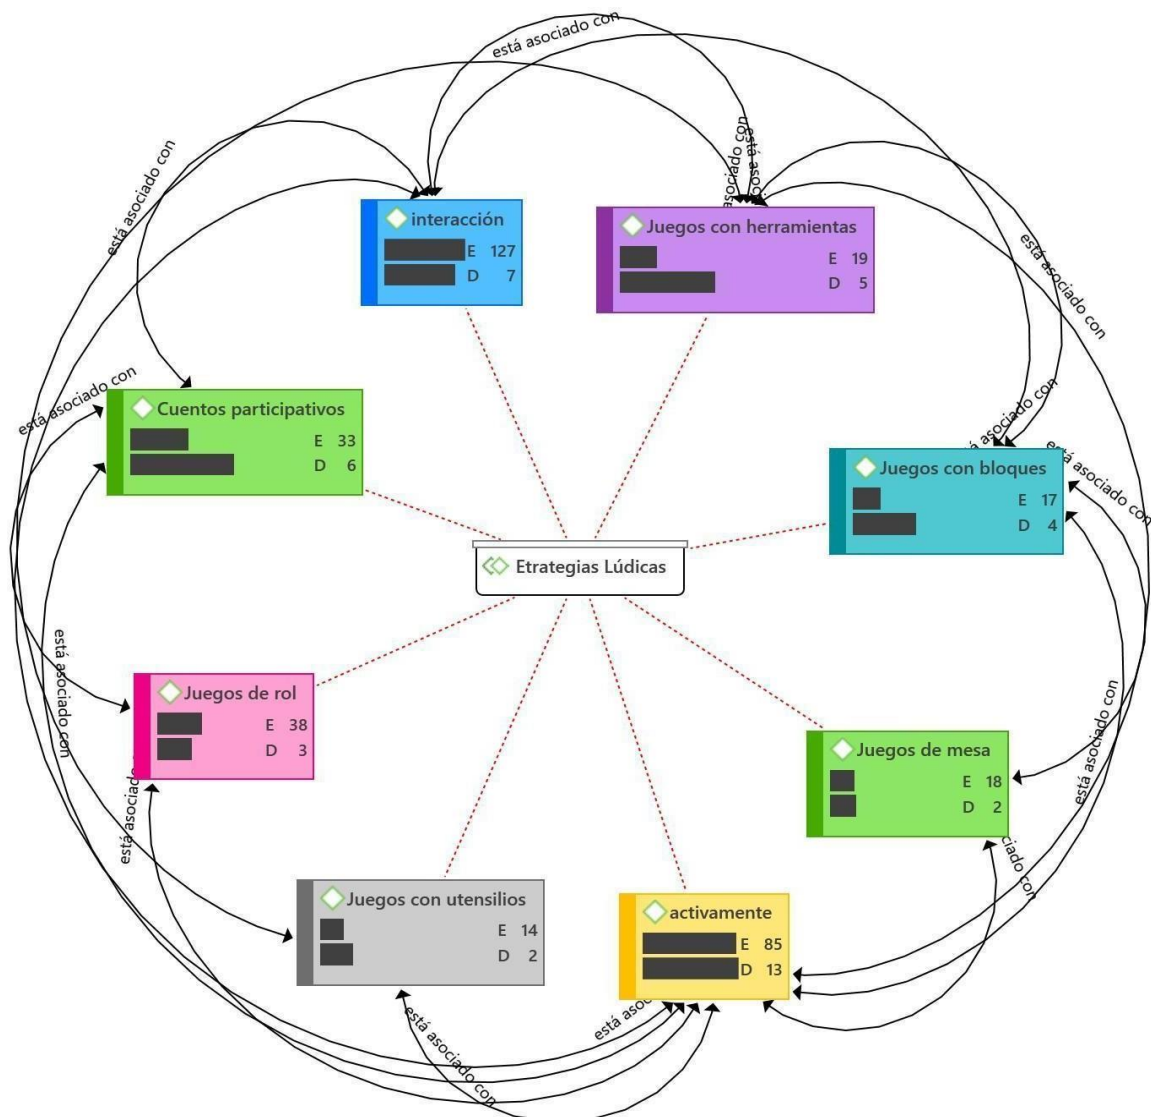 está asociado con
está asociado con
interacción
E 127
D 7
Juegos con herramientas
E 19
D 5
está asociado con
Cuentos participativos
E 33
D 6
está asociado con
Juegos con bloques
E 17
D 4
está asociado con
asociado con
Etrategias Lúdicas
está asociado con
Juegos de rol
E 38
D 3
está asociado
Juegos de mesa
E 18
D 2
está asociado con
Juegos con utensilios
E 14
D 2
activamente
E 85
D 13
está asociado con